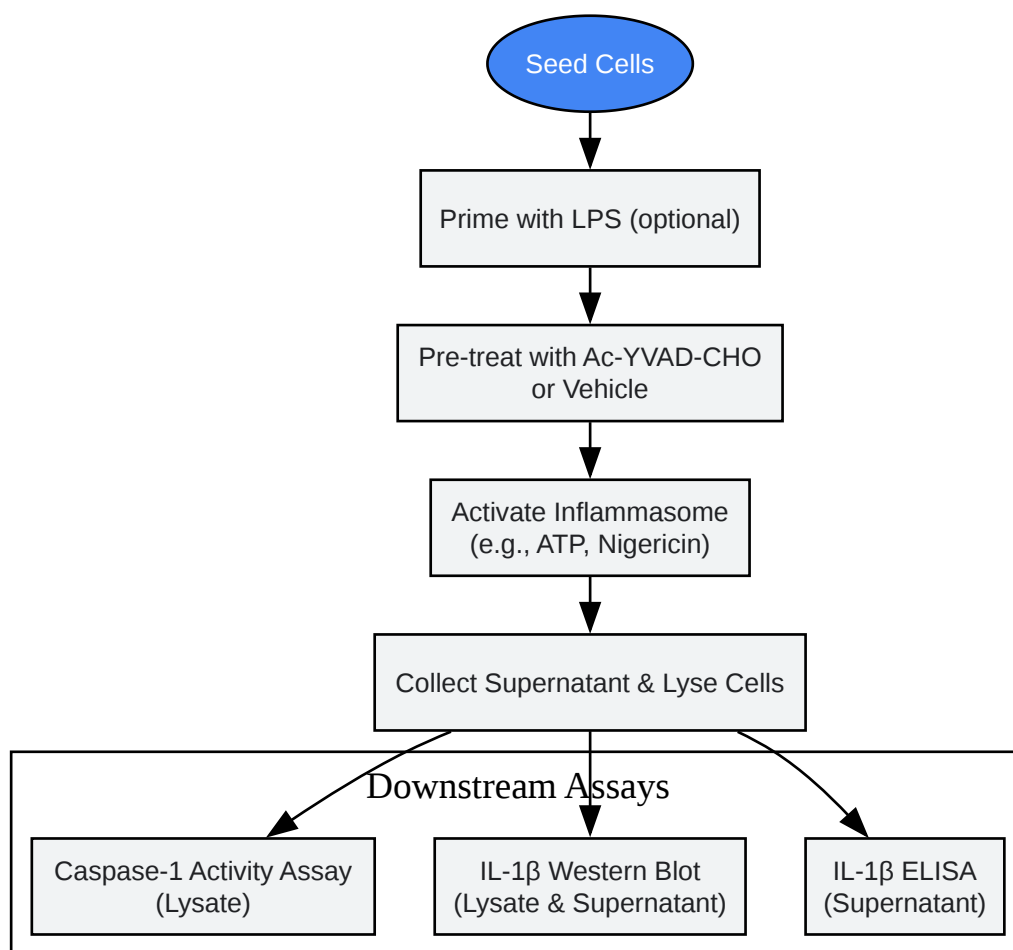 Seed Cells
Prime with LPS (optional)
Pre-treat with Ac-YVAD-CHO
or Vehicle
Activate Inflammasome
(e.g., ATP, Nigericin)
Collect Supernatant & Lyse Cells
Downstream Assays
Caspase-1 Activity Assay
(Lysate)
IL-1β Western Blot
(Lysate & Supernatant)
IL-1β ELISA
(Supernatant)